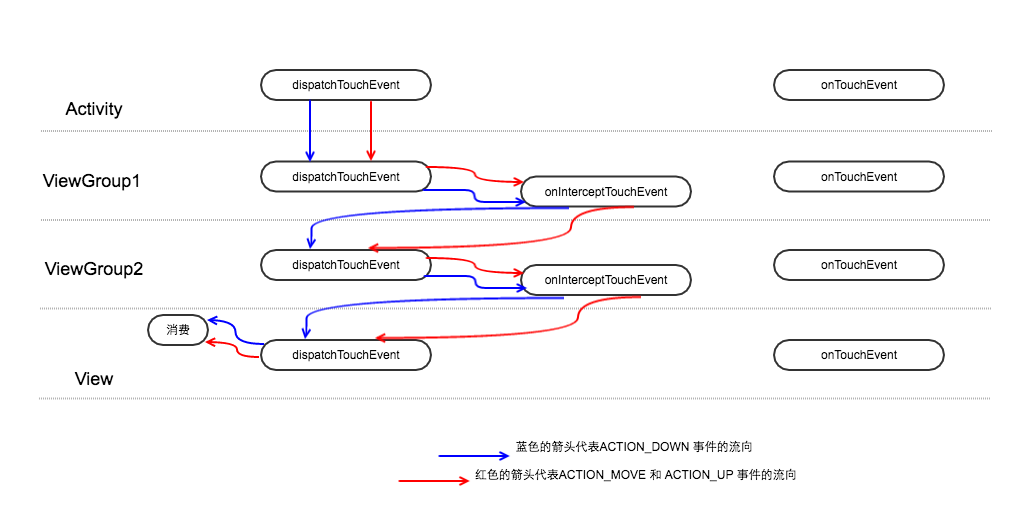 dispatchTouchEvent
onTouchEvent
Activity
ViewGroup1
dispatchTouchEvent
onInterceptTouchEvent
onTouchEvent
ViewGroup2
dispatchTouchEvent
onInterceptTouchEvent
onTouchEvent
消费
dispatchTouchEvent
onTouchEvent
View
蓝色的箭头代表ACTION_DOWN 事件的流向
红色的箭头代表ACTION_MOVE 和 ACTION_UP 事件的流向